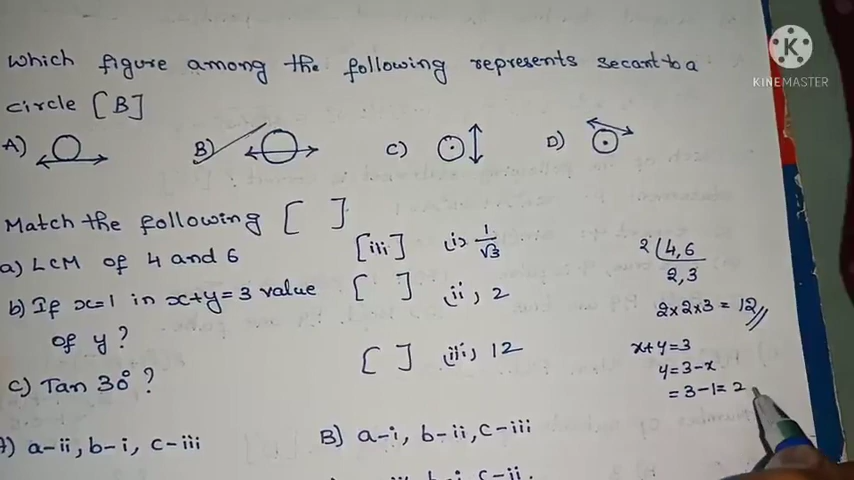 Which figure among the following represents secant to a
circle [B]
A) B) C) D)
Match the following [ ]
a) LCM of 4 and 6 [iii] (i) 1/√3
b) If x=1 in x+y=3 value [ ] (ii) 2
of y?
c) Tan 30°? [ ] (iii) 12
2 | 4, 6
2, 3
2×2×3 = 12//
x+y=3
y=3-x
=3-1=2
A) a-ii, b-i, c-iii B) a-i, b-ii, c-iii
b-i, c-ii.
K
KINEMASTER